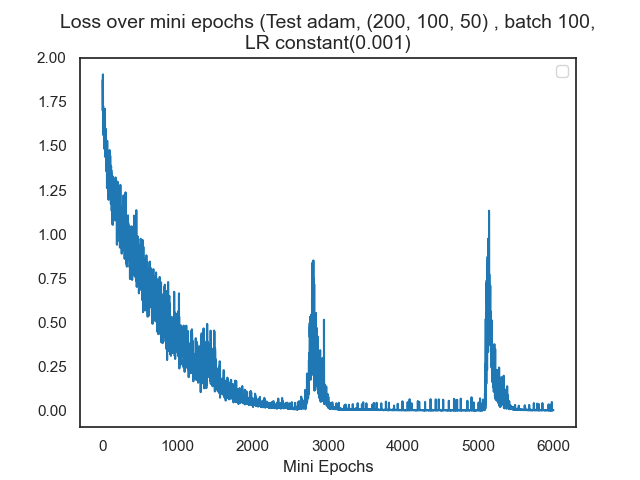 Loss over mini epochs (Test adam, (200, 100, 50) , batch 100,
LR constant(0.001)
2.00
1.75
1.50
1.25
1.00
0.75
0.50
0.25
0.00
0 1000 2000 3000 4000 5000 6000
Mini Epochs